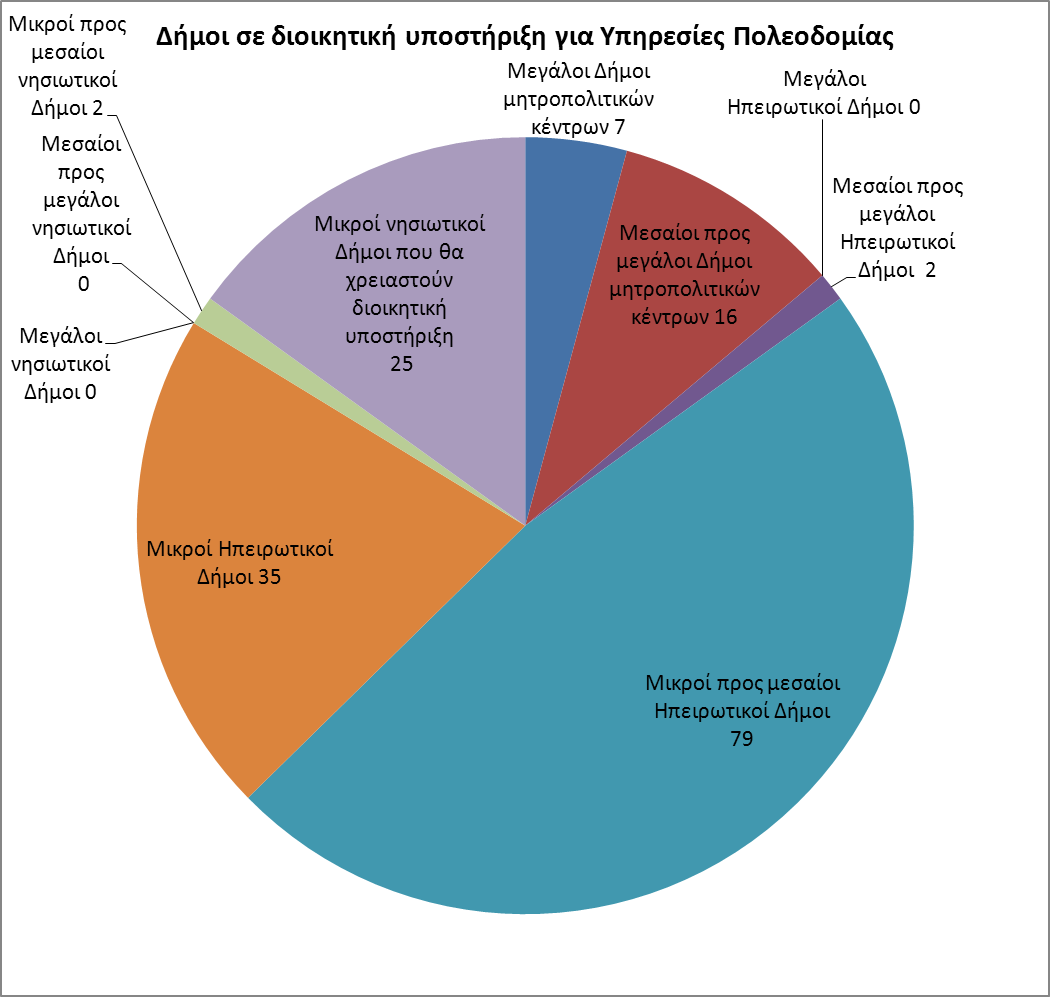 Δήμοι σε διοικητική υποστήριξη για Υπηρεσίες Πολεοδομίας
Μεγάλοι Δήμοι
μητροπολιτικών
κέντρων 7
Μεσαίοι προς
μεγάλοι Δήμοι
μητροπολιτικών
κέντρων 16
Μεγάλοι
Ηπειρωτικοί Δήμοι 0
Μεσαίοι προς
μεγάλοι
Ηπειρωτικοί
Δήμοι 2
Μικροί προς μεσαίοι
Ηπειρωτικοί Δήμοι
79
Μικροί Ηπειρωτικοί
Δήμοι 35
Μεγάλοι
νησιωτικοί
Δήμοι 0
Μεσαίοι
προς
μεγάλοι
νησιωτικοί
Δήμοι
0
Μικροί προς
μεσαίοι
νησιωτικοί
Δήμοι 2
Μικροί νησιωτικοί
Δήμοι που θα
χρειαστούν
διοικητική
υποστήριξη
25